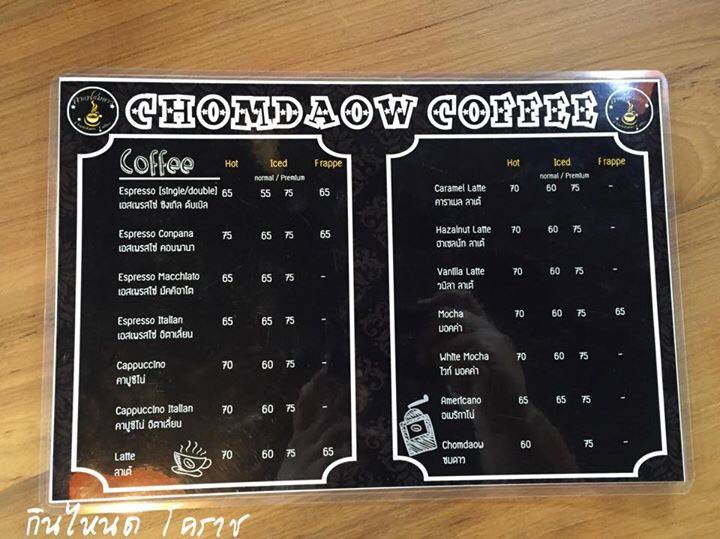 CHOMDAOW COFFEE
Coffee Hot Iced Frappe
normal / Premium
Espresso [single/double] 65 55 75 65
เอสเพรสโซ่ ซิงเกิล ดับเบิล
Espresso Conpana 75 65 75 65
เอสเพรสโซ่ คอนพานา
Espresso Macchiato 65 65 75 -
เอสเพรสโซ่ มัคคิอาโต
Espresso Italian 65 65 75 -
เอสเพรสโซ่ อิตาเลี่ยน
Cappuccino 70 60 75 -
คาปูชิโน่
Cappuccino Italian 70 60 75 -
คาปูชิโน่ อิตาเลี่ยน
Latte 70 60 75 65
ลาเต้
Hot Iced Frappe
normal / Premium
Caramel Latte 70 60 75 -
คาราเมล ลาเต้
Hazalnut Latte 70 60 75 -
ฮาเซลนัท ลาเต้
Vanilla Latte 70 60 75 -
วนิลา ลาเต้
Mocha 70 60 75 65
มอคค่า
White Mocha 70 60 75 -
ไวท์ มอคค่า
Americano 65 65 75 -
อเมริกาโน่
Chomdaow 60 75 -
ชมดาว
กินไหนดี โคราช